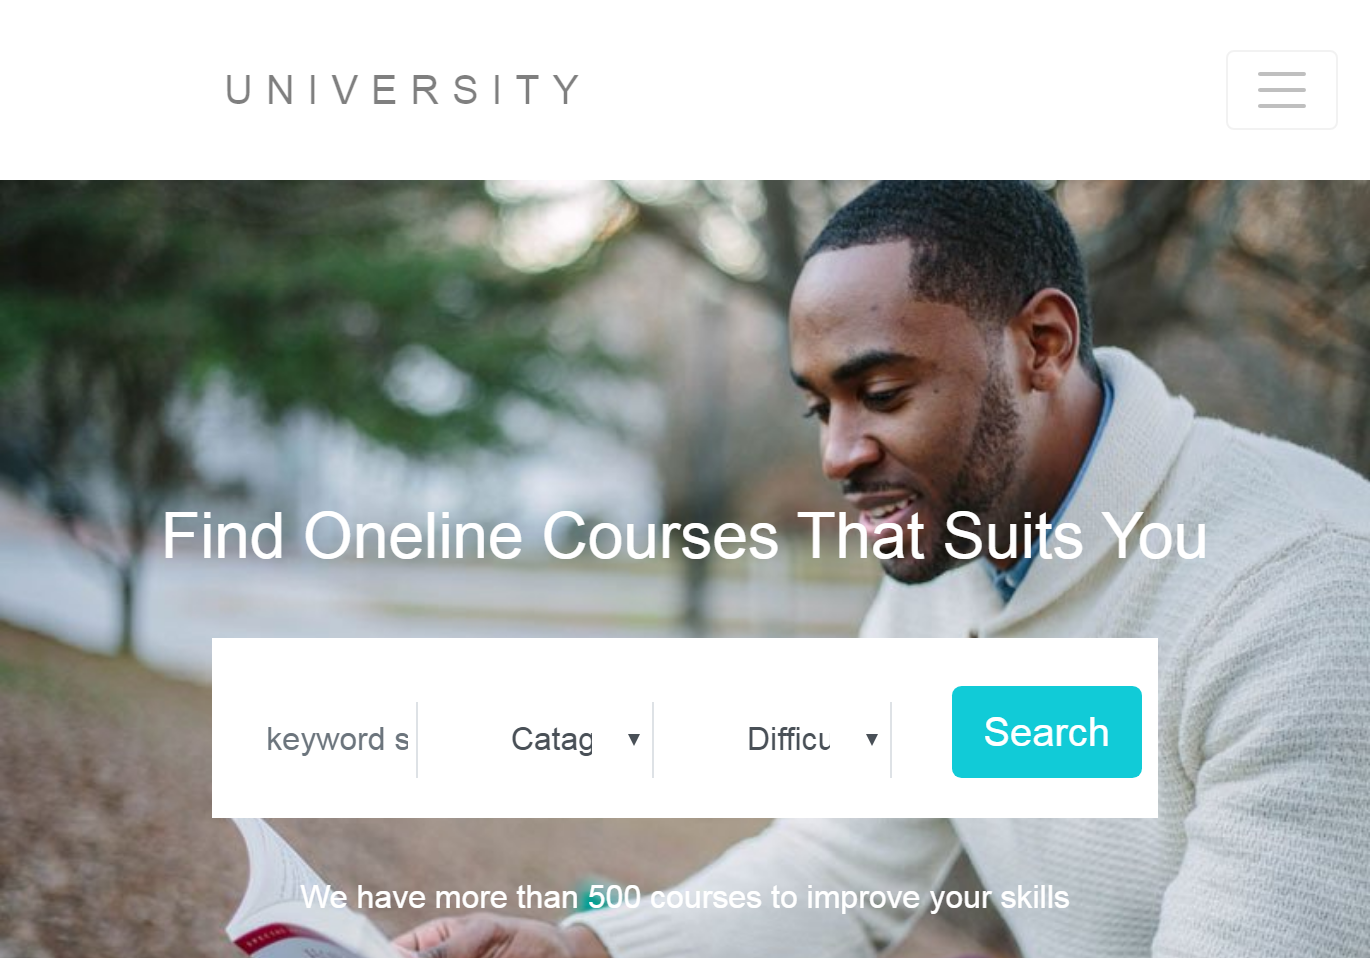 UNIVERSITY
Find Oneline Courses That Suits You
keyword s
Catag
Difficu
Search
We have more than 500 courses to improve your skills